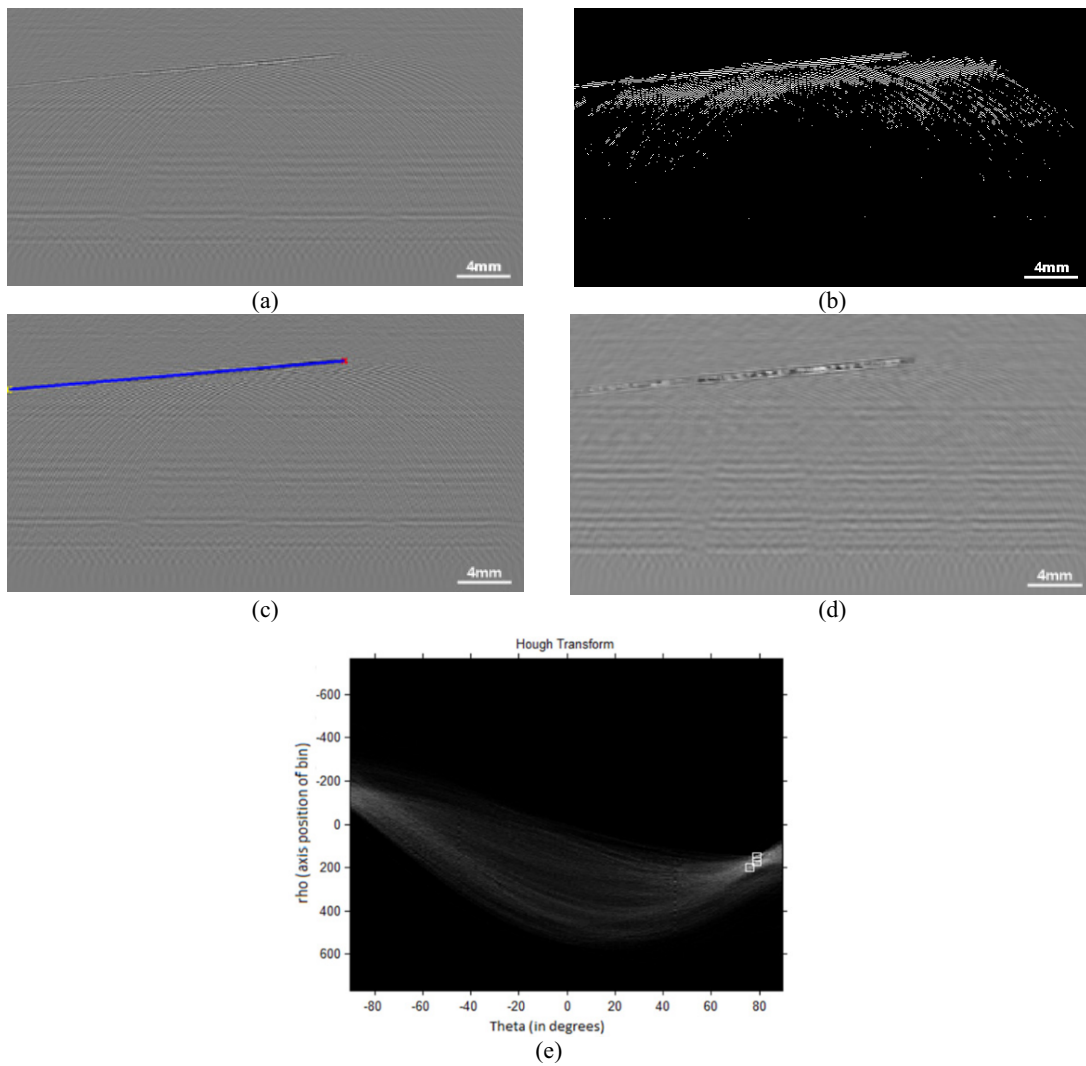 4mm
4mm
(a)
(b)
4mm
4mm
(c)
(d)
Hough Transform
rho (axis position of bin)
-600
-400
-200
0
200
400
600
-80
-60
-40
-20
0
20
40
60
80
Theta (in degrees)
(e)